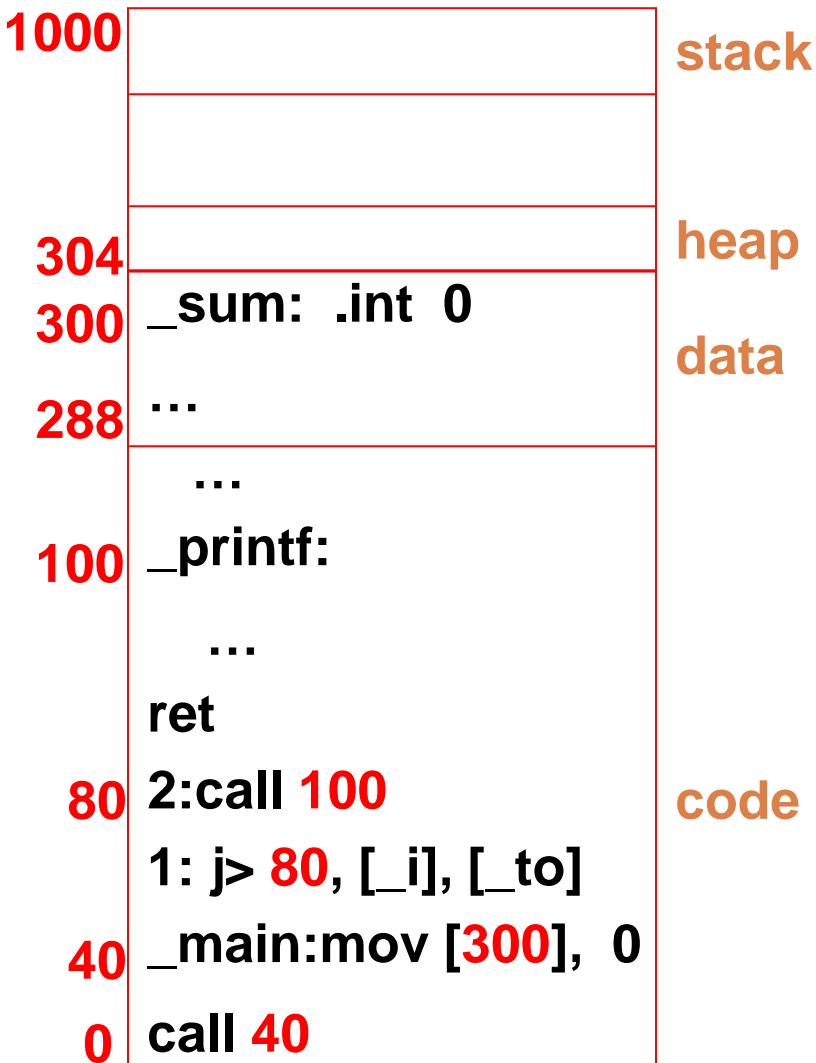 1000
stack
304
heap
300 _sum: .int 0
data
288 …
…
100 _printf:
…
ret
80 2:call 100
code
1: j> 80, [_i], [_to]
40 _main:mov [300], 0
0 call 40